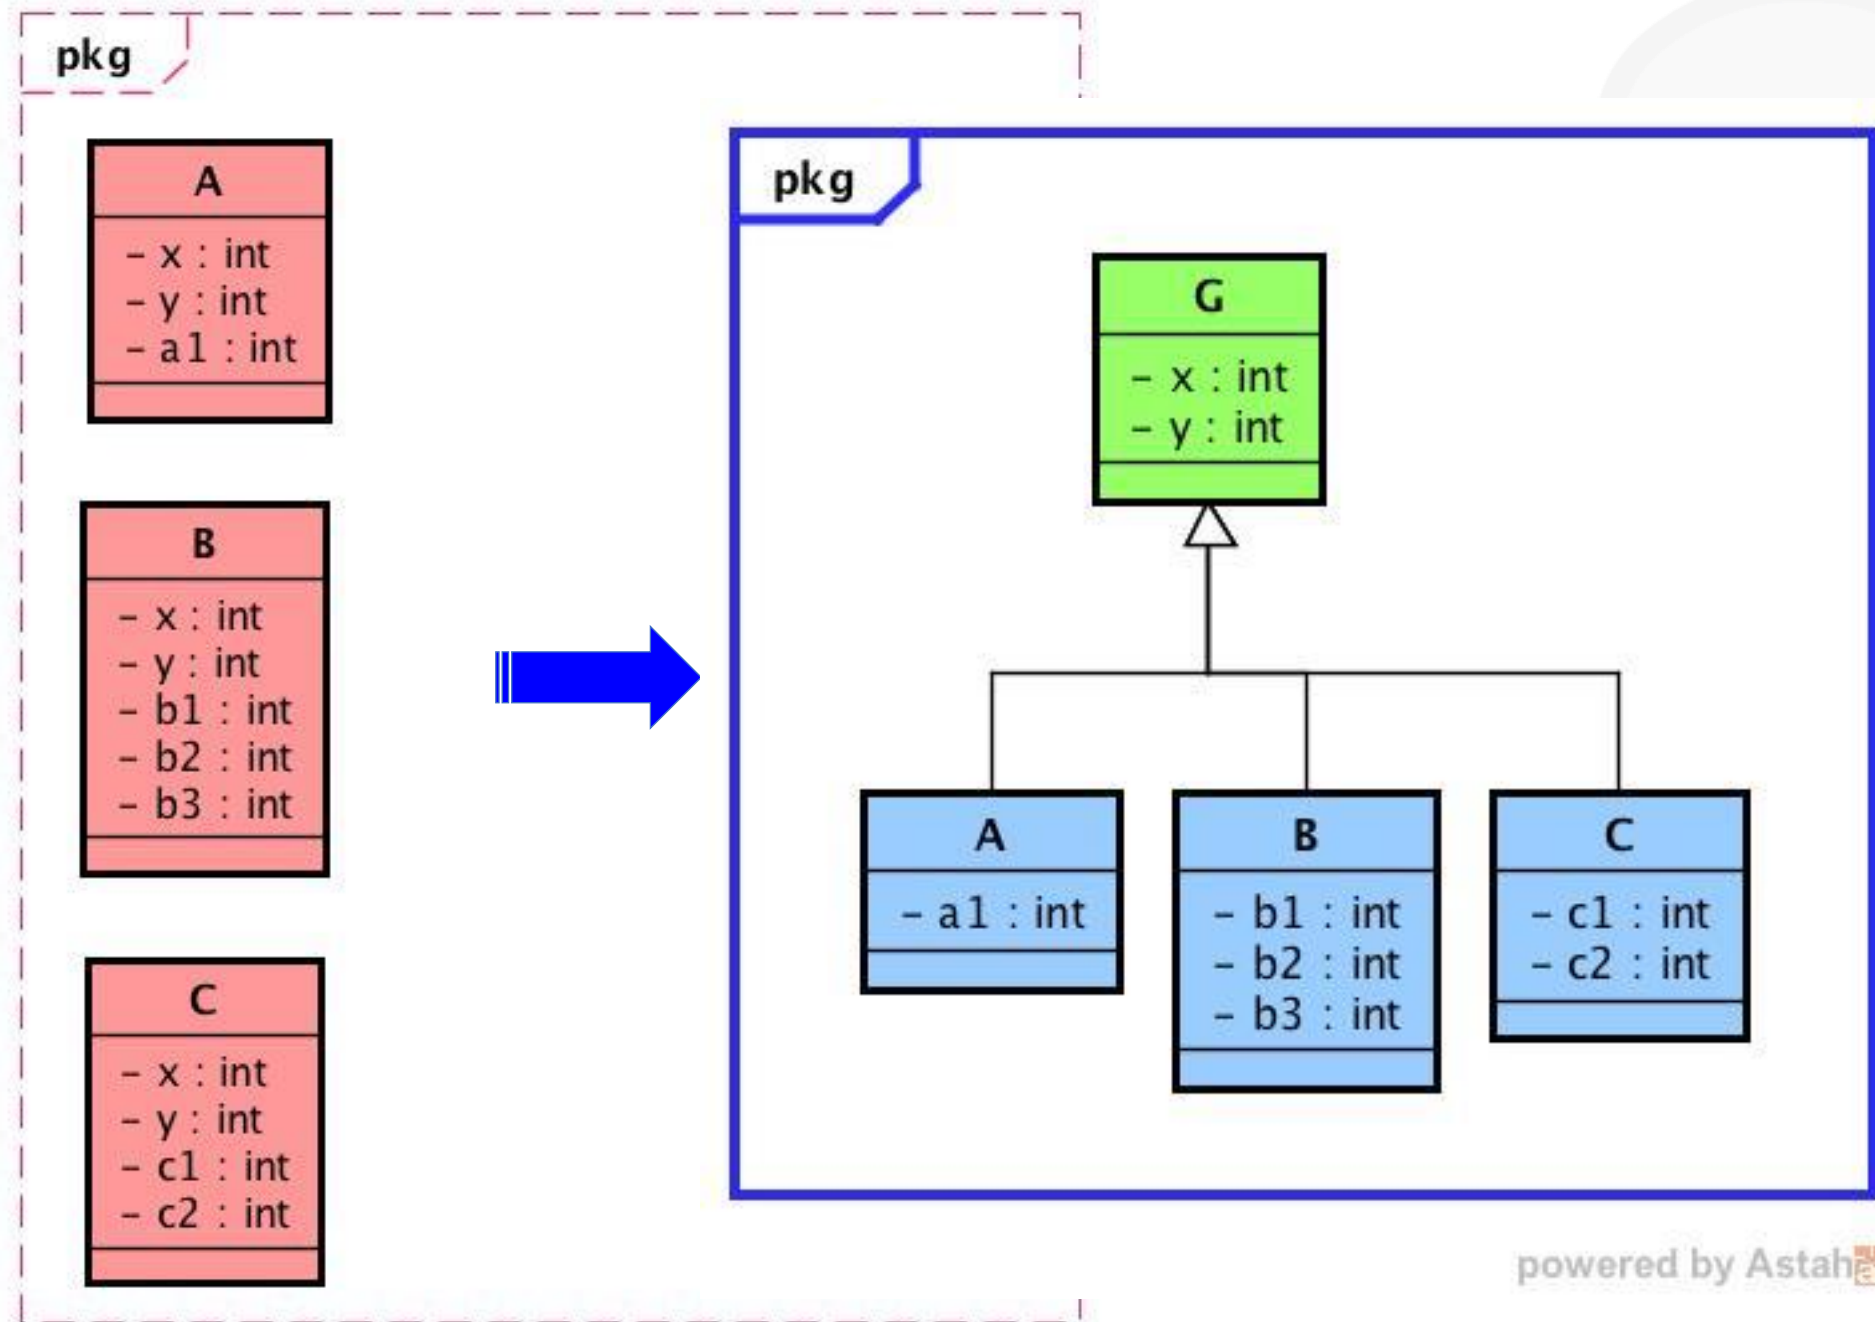 pkg
A
– x : int
– y : int
– a1 : int
B
– x : int
– y : int
– b1 : int
– b2 : int
– b3 : int
C
– x : int
– y : int
– c1 : int
– c2 : int
pkg
G
– x : int
– y : int
A
– a1 : int
B
– b1 : int
– b2 : int
– b3 : int
C
– c1 : int
– c2 : int
powered by Astah